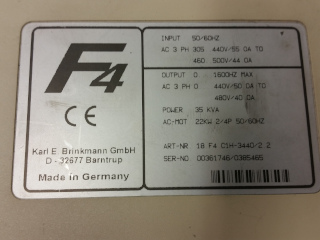 F4
CE
Karl E. Brinkmann GmbH
D - 32677 Barntrup
Made in Germany
INPUT 50/60HZ
AC 3 PH 305 440V/55.0A TO
460 500V/44.0A
OUTPUT 0 1600HZ MAX
AC 3 PH 0 440V/50.0A TO
480V/40.0A
POWER 35 KVA
AC-MOT. 22KW 2/4P 50/60HZ
ART-NR 18.F4.C1H-3440/2.2
SER-NO 00361746-0385465